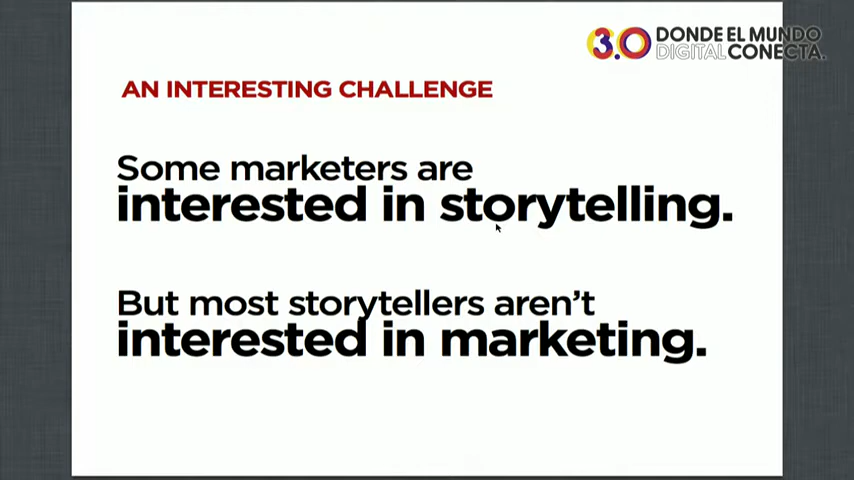 3.0 DONDE EL MUNDO
DIGITAL CONECTA.
AN INTERESTING CHALLENGE
Some marketers are
interested in storytelling.
But most storytellers aren’t
interested in marketing.